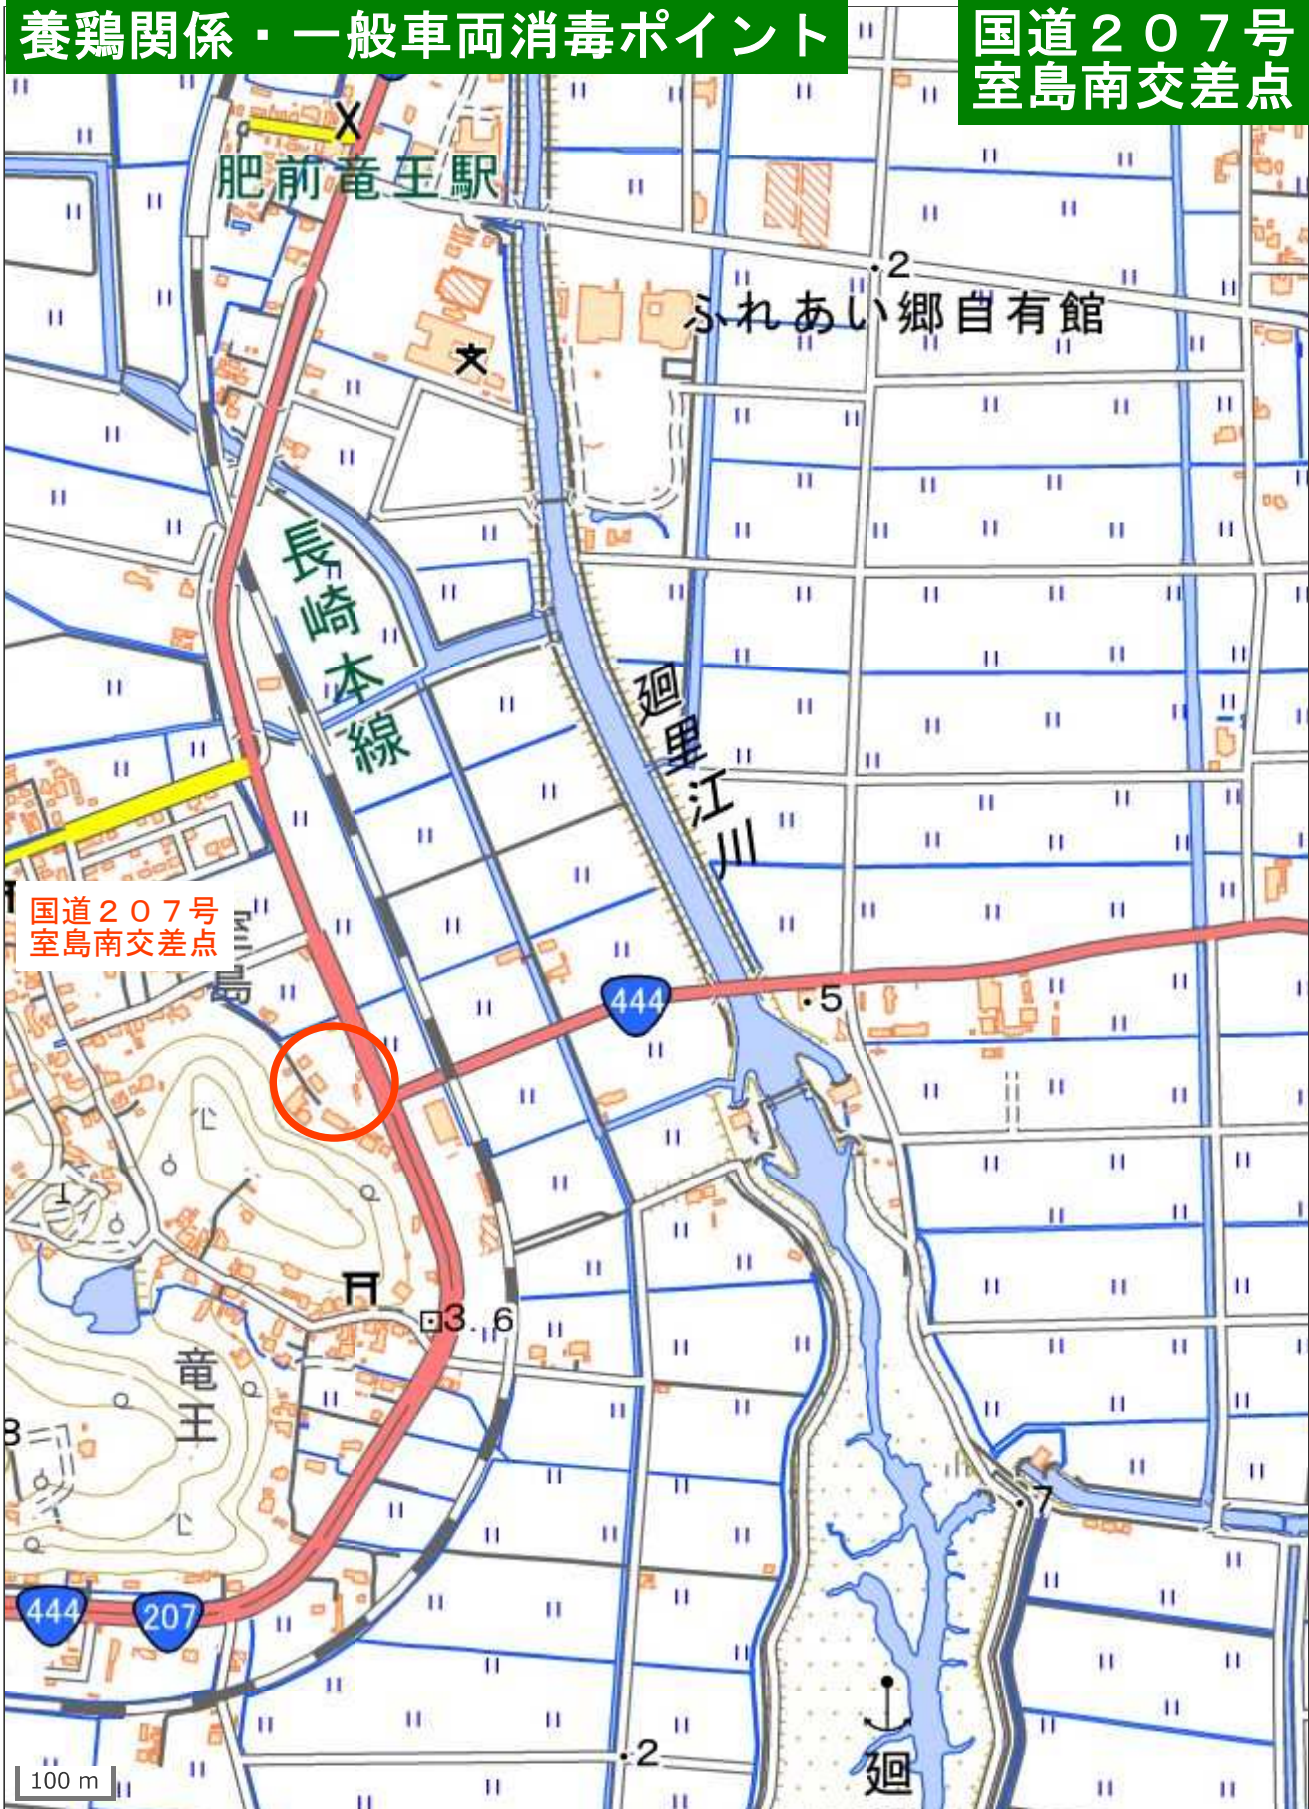 養鶏関係・一般車両消毒ポイント
国道２０７号
室島南交差点
肥前竜王駅
2
ふれあい郷自有館
長崎本線
廻里江川
国道２０７号
室島南交差点
室島
444
5
3.6
竜王
8
7
444
207
2
廻
100 m